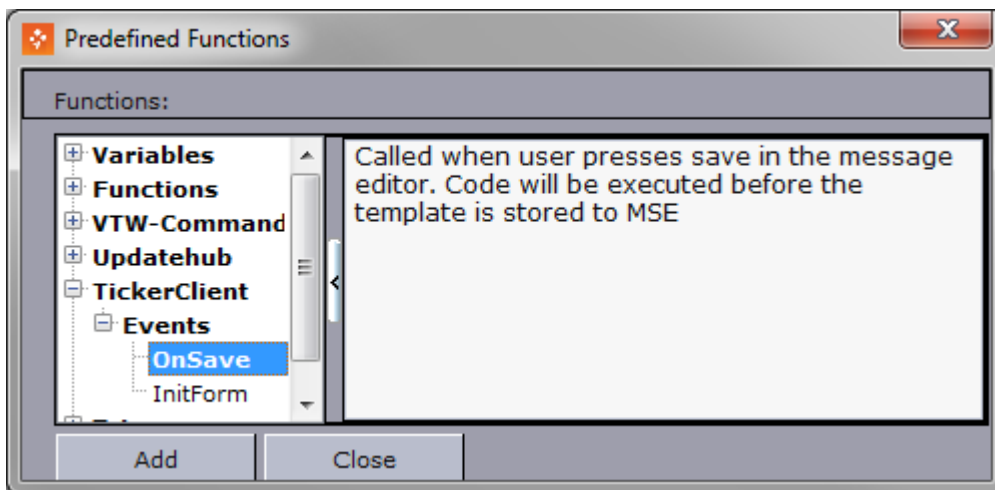 Predefined Functions
Functions:
Variables
Functions
VTW-Command
Updatehub
TickerClient
Events
OnSave
InitForm
Called when user presses save in the message
editor. Code will be executed before the
template is stored to MSE
Add
Close